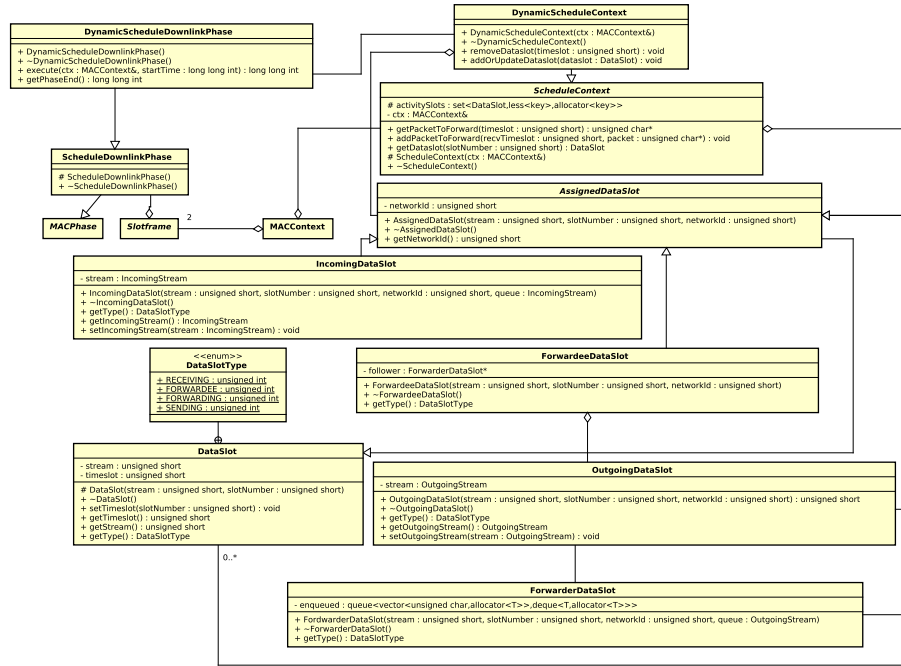 DynamicScheduleDownlinkPhase
+ DynamicScheduleDownlinkPhase()
+ ~DynamicScheduleDownlinkPhase()
+ execute(ctx : MACContext&, startTime : long long int) : long long int
+ getPhaseEnd() : long long int
DynamicScheduleContext
+ DynamicScheduleContext(ctx : MACContext&)
+ ~DynamicScheduleContext()
+ removeDataslot(timeslot : unsigned short) : void
+ addOrUpdateDataslot(dataslot : DataSlot) : void
ScheduleContext
# activitySlots : set<DataSlot,less<key>,allocator<key>>
- ctx : MACContext&
+ getPacketToForward(timeslot : unsigned short) : unsigned char*
+ addPacketToForward(recvTimeslot : unsigned short, packet : unsigned char*) : void
+ getDataslot(slotNumber : unsigned short) : DataSlot
# ScheduleContext(ctx : MACContext&)
+ ~ScheduleContext()
ScheduleDownlinkPhase
# ScheduleDownlinkPhase()
+ ~ScheduleDownlinkPhase()
MACPhase
Slotframe
2
MACContext
AssignedDataSlot
- networkId : unsigned short
+ AssignedDataSlot(stream : unsigned short, slotNumber : unsigned short, networkId : unsigned short)
+ ~AssignedDataSlot()
+ getNetworkId() : unsigned short
IncomingDataSlot
- stream : IncomingStream
+ IncomingDataSlot(stream : unsigned short, slotNumber : unsigned short, networkId : unsigned short, queue : IncomingStream)
+ ~IncomingDataSlot()
+ getType() : DataSlotType
+ getIncomingStream() : IncomingStream
+ setIncomingStream(stream : IncomingStream) : void
<<enum>>
DataSlotType
+ RECEIVING : unsigned int
+ FORWARDEE : unsigned int
+ FORWARDING : unsigned int
+ SENDING : unsigned int
ForwardeeDataSlot
- follower : ForwarderDataSlot*
+ ForwardeeDataSlot(stream : unsigned short, slotNumber : unsigned short, networkId : unsigned short)
+ ~ForwardeeDataSlot()
+ getType() : DataSlotType
DataSlot
- stream : unsigned short
- timeslot : unsigned short
# DataSlot(stream : unsigned short, slotNumber : unsigned short)
+ ~DataSlot()
+ setTimeslot(slotNumber : unsigned short) : void
+ getTimeslot() : unsigned short
+ getStream() : unsigned short
+ getType() : DataSlotType
0..*
OutgoingDataSlot
- stream : OutgoingStream
+ OutgoingDataSlot(stream : unsigned short, slotNumber : unsigned short, networkId : unsigned short) : unsigned short
+ ~OutgoingDataSlot()
+ getType() : DataSlotType
+ getOutgoingStream() : OutgoingStream
+ setOutgoingStream(stream : OutgoingStream) : void
ForwarderDataSlot
- enqueued : queue<vector<unsigned char,allocator<T>>,deque<T,allocator<T>>>
+ FordwarderDataSlot(stream : unsigned short, slotNumber : unsigned short, networkId : unsigned short, queue : OutgoingStream)
+ ~ForwarderDataSlot()
+ getType() : DataSlotType